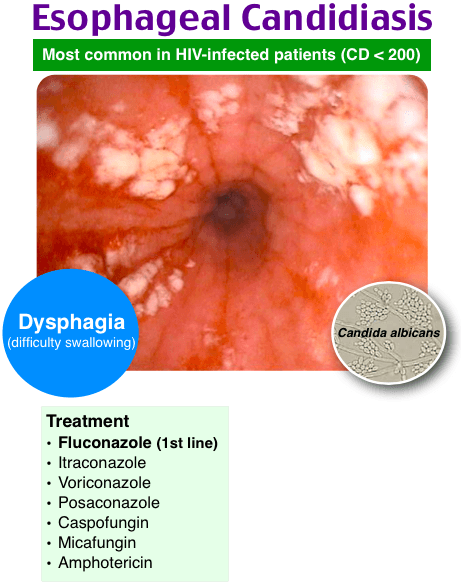 Esophageal Candidiasis
Most common in HIV-infected patients (CD < 200)
Dysphagia
(difficulty swallowing)
Candida albicans
Treatment
• Fluconazole (1st line)
• Itraconazole
• Voriconazole
• Posaconazole
• Caspofungin
• Micafungin
• Amphotericin